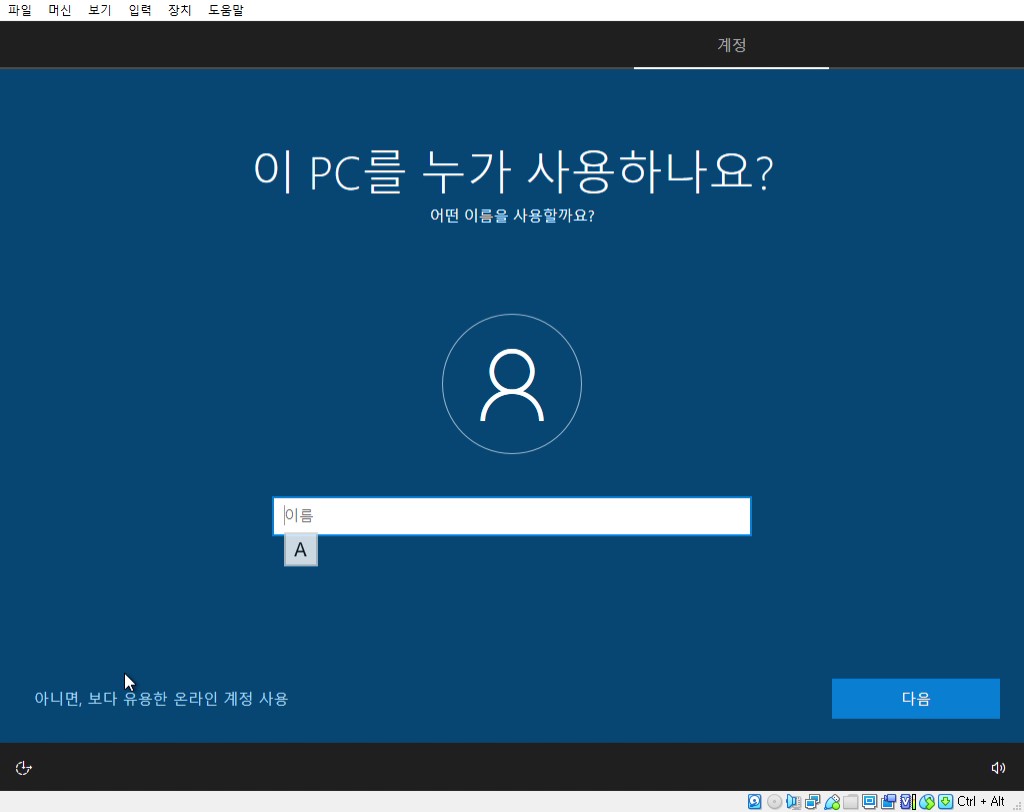 파일 머신 보기 입력 장치 도움말
계정
이 PC를 누가 사용하나요?
어떤 이름을 사용할까요?
이름
A
아니면, 보다 유용한 온라인 계정 사용
다음
Ctrl + Alt